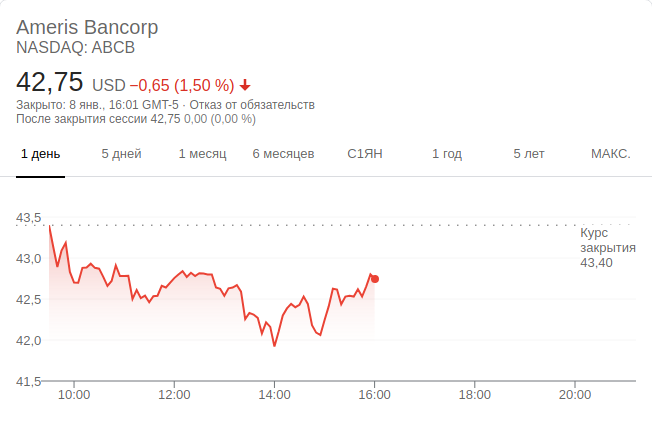 Ameris Bancorp
NASDAQ: ABCB
42,75 USD −0,65 (1,50 %)
Закрыто: 8 янв., 16:01 GMT-5 · Отказ от обязательств
После закрытия сессии 42,75 0,00 (0,00 %)
1 день 5 дней 1 месяц 6 месяцев С1ЯН 1 год 5 лет МАКС.
43,5
Курс
закрытия
43,40
43,0
42,5
42,0
41,5
10:00 12:00 14:00 16:00 18:00 20:00